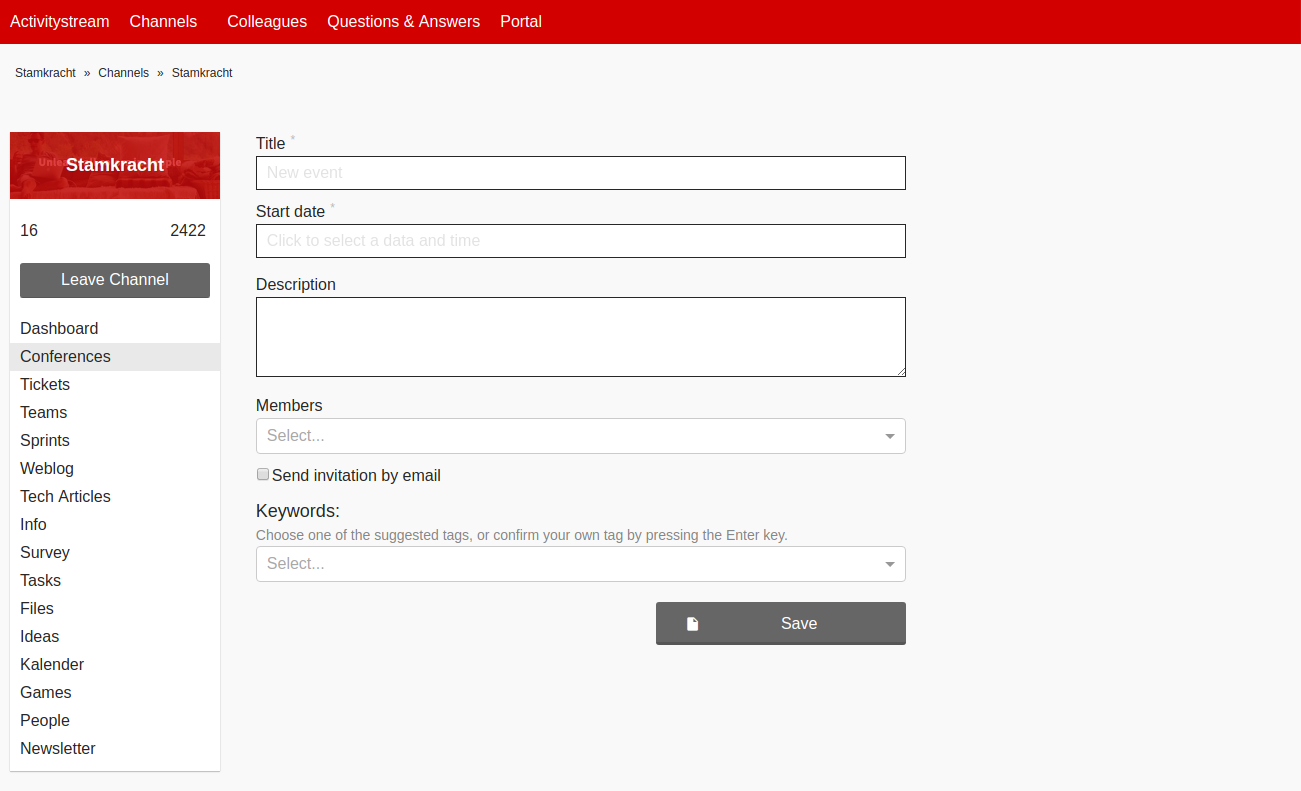 Activitystream Channels Colleagues Questions & Answers Portal
Stamkracht » Channels » Stamkracht
Stamkracht
16 2422
Leave Channel
Dashboard
Conferences
Tickets
Teams
Sprints
Weblog
Tech Articles
Info
Survey
Tasks
Files
Ideas
Kalender
Games
People
Newsletter
Title *
New event
Start date *
Click to select a data and time
Description
Members
Select...
Send invitation by email
Keywords:
Choose one of the suggested tags, or confirm your own tag by pressing the Enter key.
Select...
Save